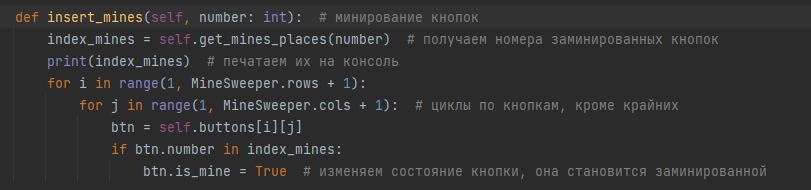 def insert_mines(self, number: int):  # минирование кнопок
    index_mines = self.get_mines_places(number)  # получаем номера заминированных кнопок
    print(index_mines)  # печатаем их на консоль
    for i in range(1, MineSweeper.rows + 1):
        for j in range(1, MineSweeper.cols + 1):  # циклы по кнопкам, кроме крайних
            btn = self.buttons[i][j]
            if btn.number in index_mines:
                btn.is_mine = True  # изменяем состояние кнопки, она становится заминированной